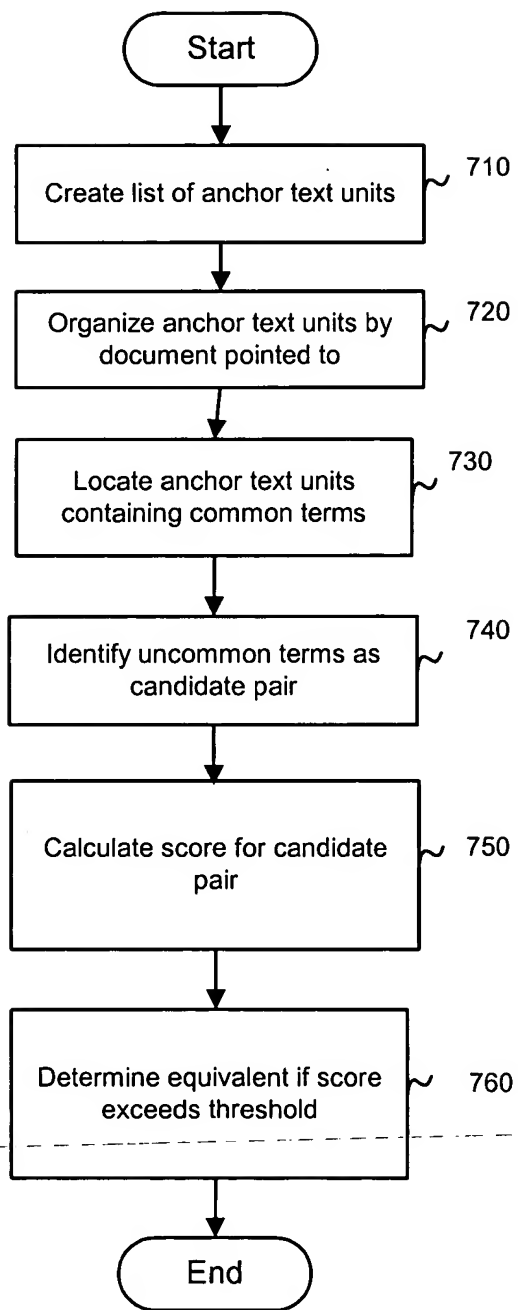 Start
Create list of anchor text units
710
Organize anchor text units by
document pointed to
720
Locate anchor text units
containing common terms
730
Identify uncommon terms as
candidate pair
740
Calculate score for candidate
pair
750
Determine equivalent if score
exceeds threshold
760
End